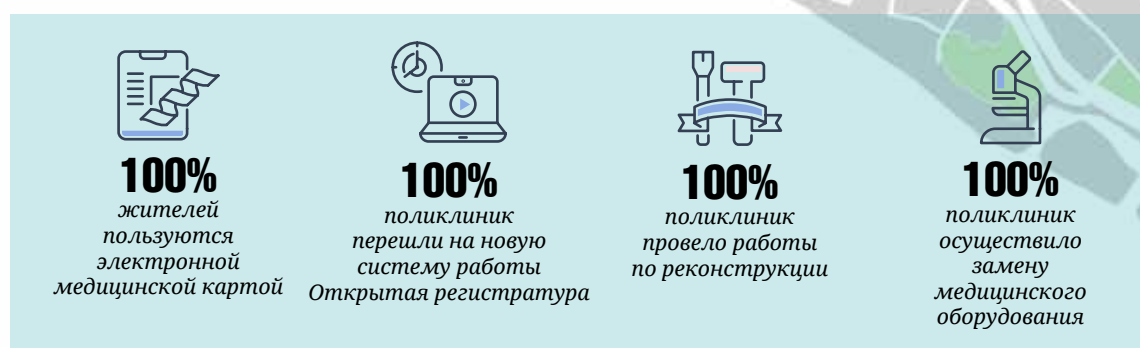 100%
жителей
пользуются
электронной
медицинской картой
100%
поликлиник
перешли на новую
систему работы
Открытая регистратура
100%
поликлиник
провело работы
по реконструкции
100%
поликлиник
осуществило
замену
медицинского
оборудования